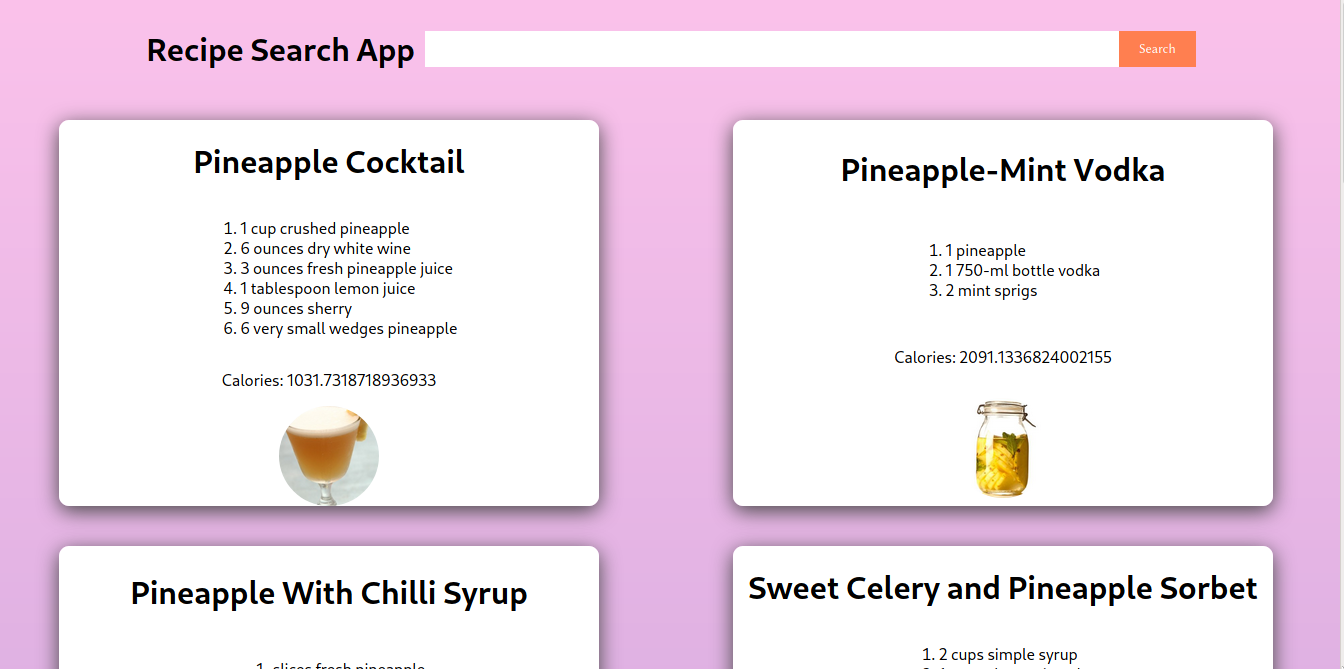 Recipe Search App
Search
Pineapple Cocktail
1. 1 cup crushed pineapple
2. 6 ounces dry white wine
3. 3 ounces fresh pineapple juice
4. 1 tablespoon lemon juice
5. 9 ounces sherry
6. 6 very small wedges pineapple
Calories: 1031.7318718936933
Pineapple-Mint Vodka
1. 1 pineapple
2. 1 750-ml bottle vodka
3. 2 mint sprigs
Calories: 2091.1336824002155
Pineapple With Chilli Syrup
1. slices fresh pineapple
Sweet Celery and Pineapple Sorbet
1. 2 cups simple syrup